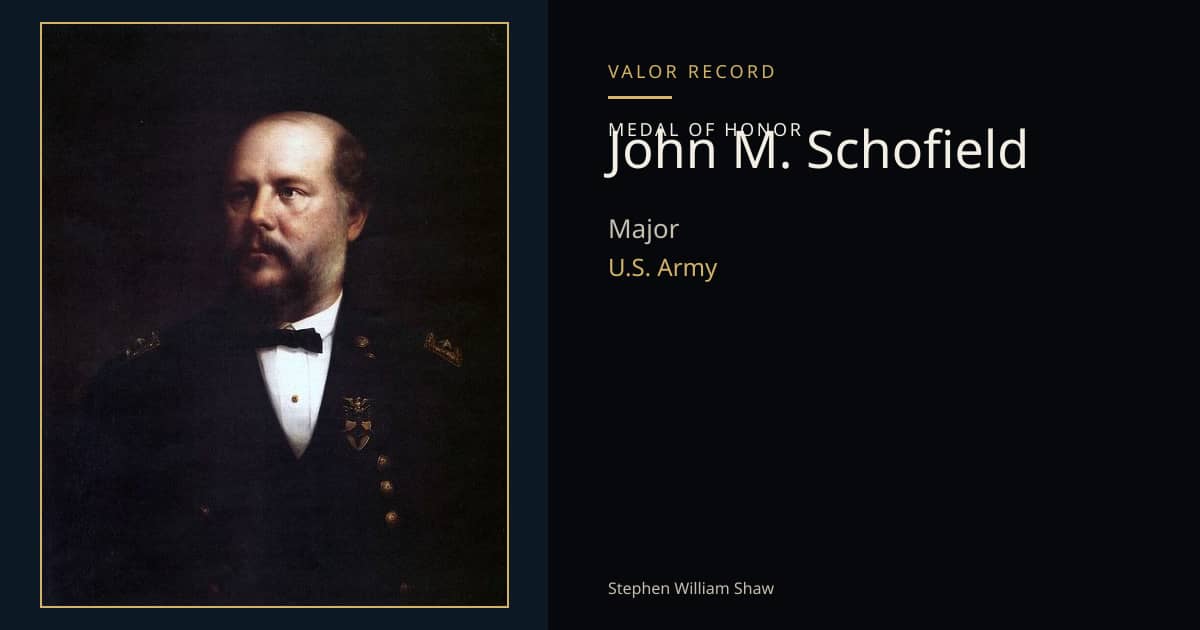 VALOR RECORD
MEDAL OF HONOR
John M. Schofield
Major
U.S. Army
Stephen William Shaw